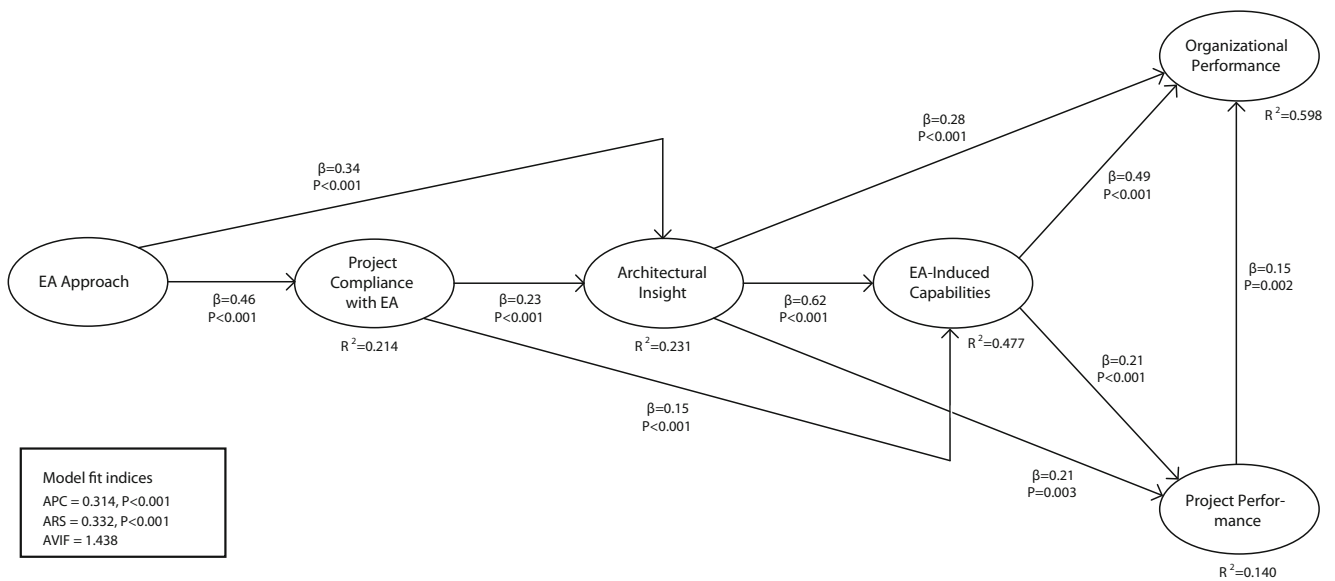 Organizational
Performance
R²=0.598
β=0.28
P<0.001
β=0.34
P<0.001
β=0.49
P<0.001
EA Approach
β=0.46
P<0.001
Project
Compliance
with EA
R²=0.214
β=0.23
P<0.001
Architectural
Insight
R²=0.231
β=0.62
P<0.001
EA-Induced
Capabilities
R²=0.477
β=0.15
P=0.002
β=0.21
P<0.001
β=0.15
P<0.001
β=0.21
P=0.003
Project Perfor-
mance
R²=0.140
Model fit indices
APC = 0.314, P<0.001
ARS = 0.332, P<0.001
AVIF = 1.438